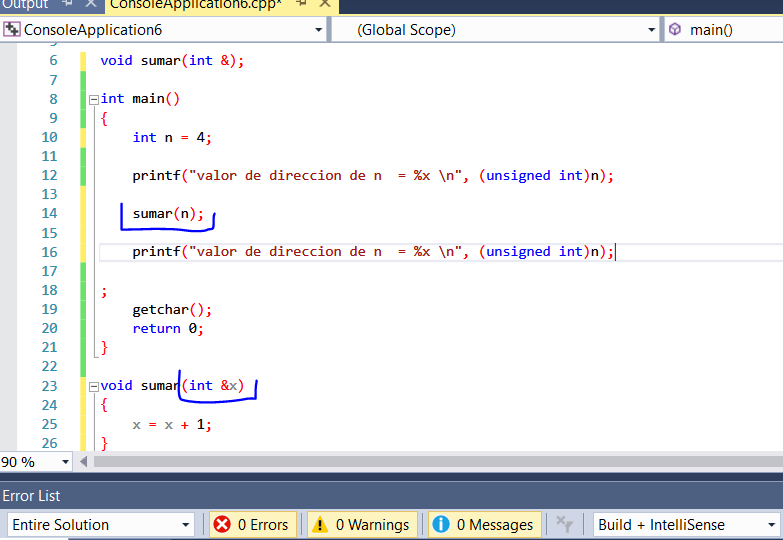 Output ConsoleApplication6.cpp*
ConsoleApplication6 (Global Scope) main()
6 void sumar(int &);
7
8 int main()
9 {
10 int n = 4;
11
12 printf("valor de direccion de n  = %x \n", (unsigned int)n);
13
14 sumar(n);
15
16 printf("valor de direccion de n  = %x \n", (unsigned int)n);
17
18 ;
19 getchar();
20 return 0;
21 }
22
23 void sumar(int &x)
24 {
25 x = x + 1;
26 }
90 %
Error List
Entire Solution 0 Errors 0 Warnings 0 Messages Build + IntelliSense